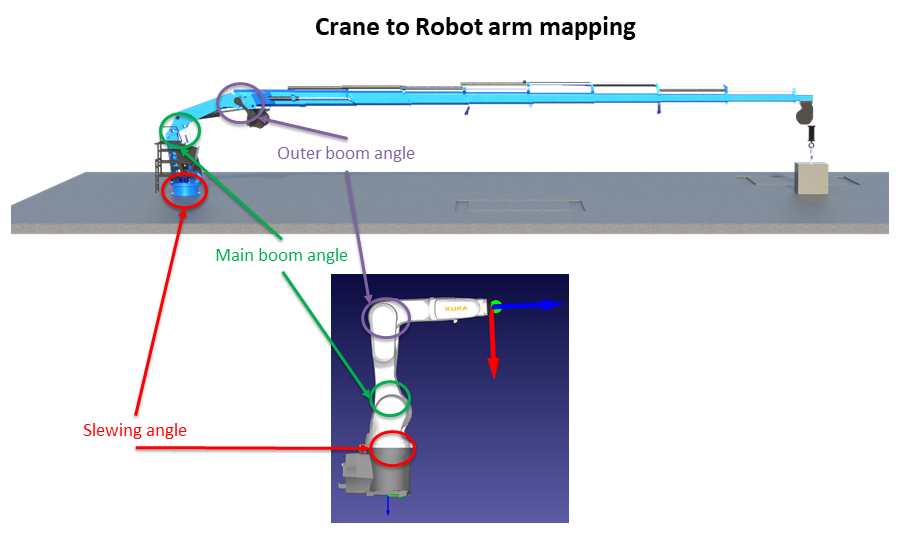 Crane to Robot arm mapping
Outer boom angle
Main boom angle
KUKA
Slewing angle